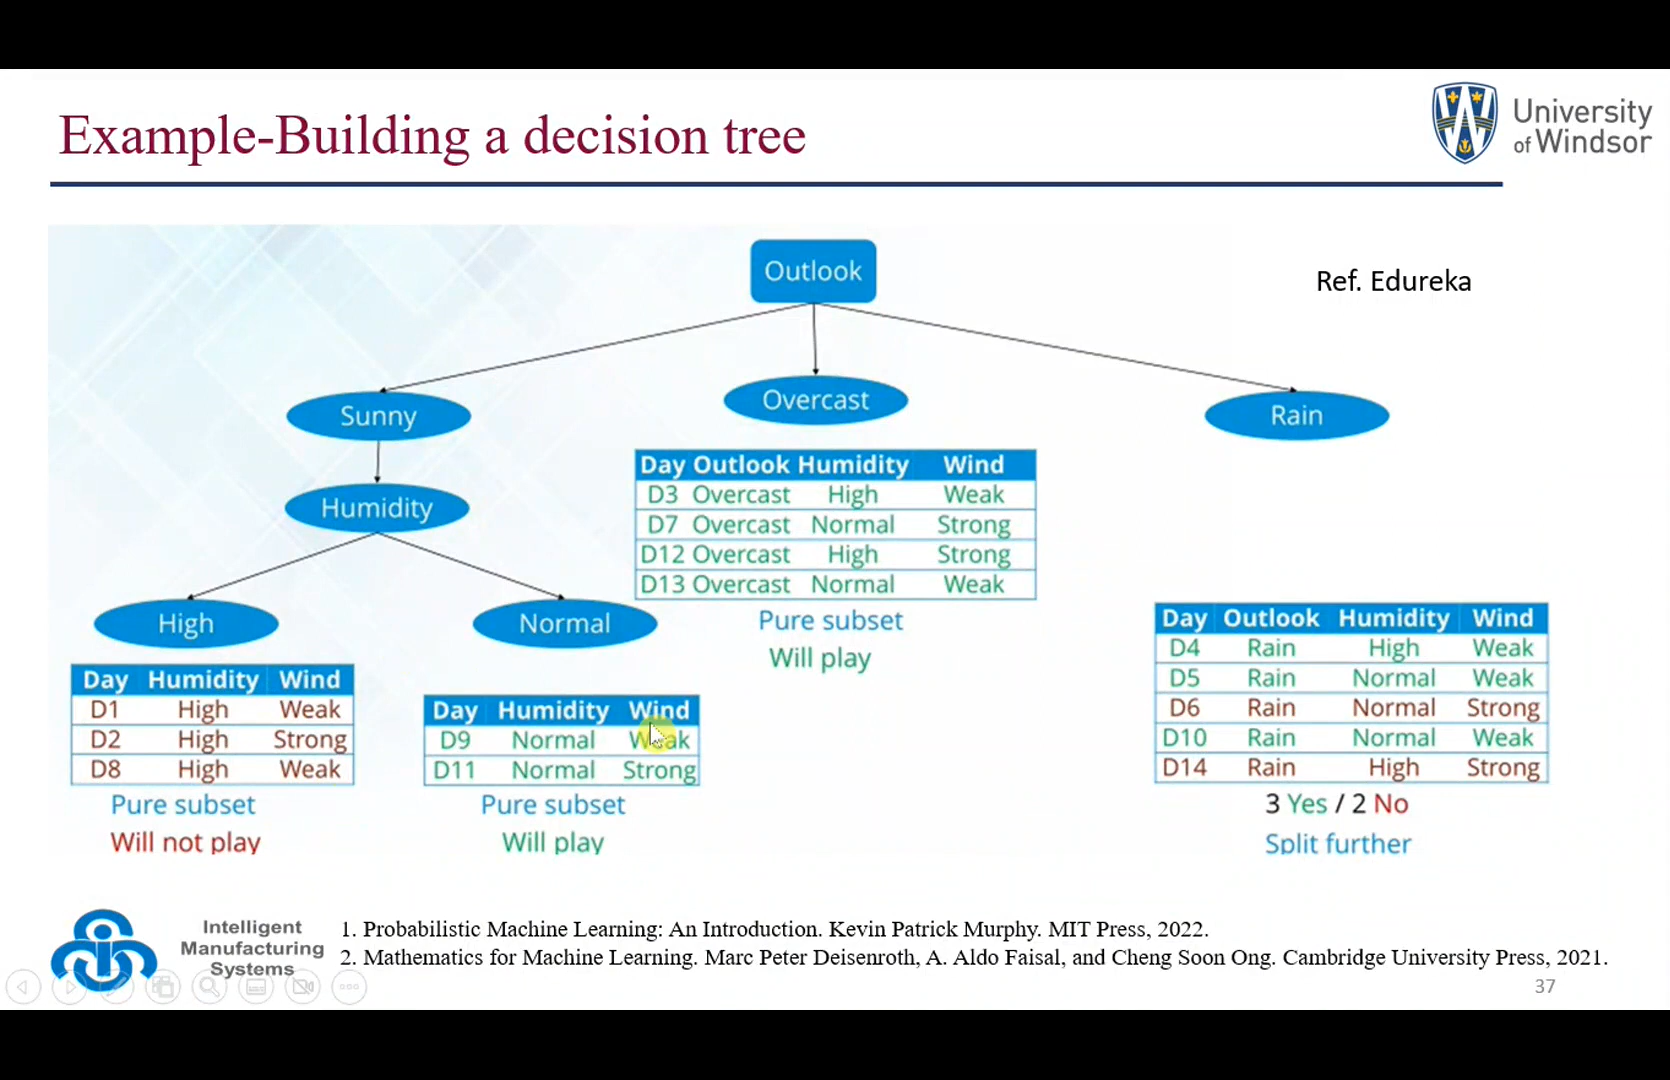 Example-Building a decision tree
University
of Windsor
Outlook
Ref. Edureka
Sunny
Overcast
Rain
Humidity
High
Normal
Day Outlook Humidity Wind
D3 Overcast High Weak
D7 Overcast Normal Strong
D12 Overcast High Strong
D13 Overcast Normal Weak
Pure subset
Will play
Day Humidity Wind
D1 High Weak
D2 High Strong
D8 High Weak
Pure subset
Will not play
Day Humidity Wind
D9 Normal Weak
D11 Normal Strong
Pure subset
Will play
Day Outlook Humidity Wind
D4 Rain High Weak
D5 Rain Normal Weak
D6 Rain Normal Strong
D10 Rain Normal Weak
D14 Rain High Strong
3 Yes / 2 No
Split further
Intelligent
Manufacturing
Systems
1. Probabilistic Machine Learning: An Introduction. Kevin Patrick Murphy. MIT Press, 2022.
2. Mathematics for Machine Learning. Marc Peter Deisenroth, A. Aldo Faisal, and Cheng Soon Ong. Cambridge University Press, 2021.
37